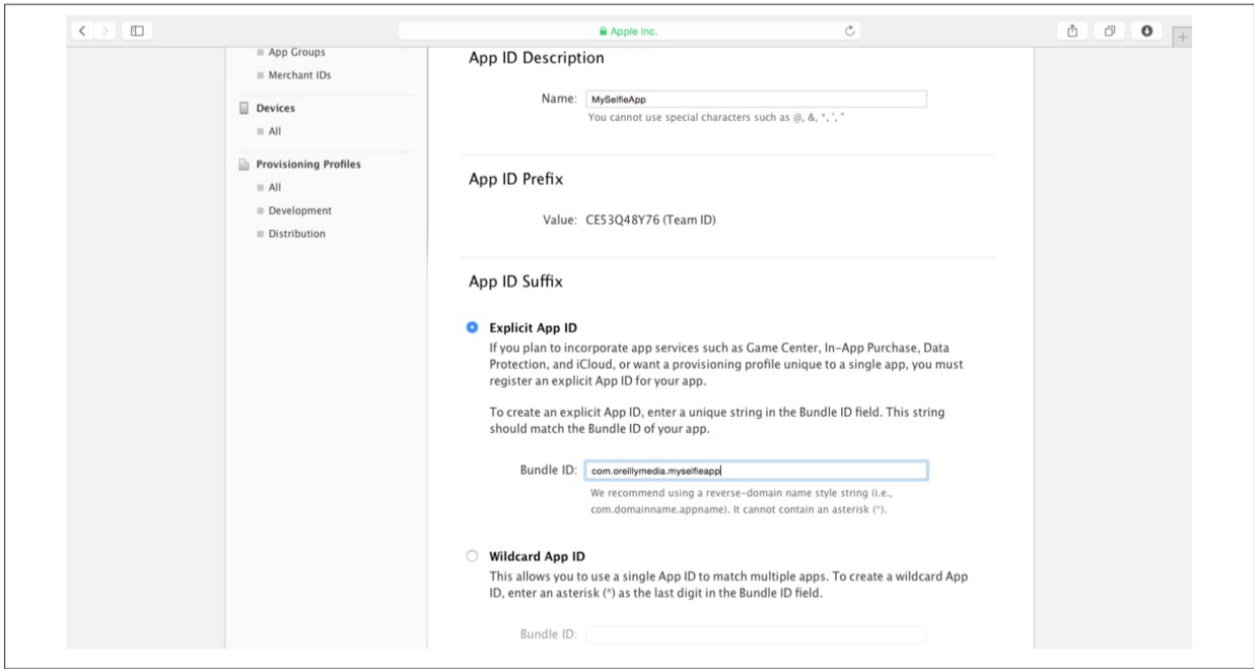 Apple Inc.
App Groups
Merchant IDs
Devices
All
Provisioning Profiles
All
Development
Distribution
App ID Description
Name: MySelfieApp
You cannot use special characters such as @, &, *, ', "
App ID Prefix
Value: CE53Q48Y76 (Team ID)
App ID Suffix
Explicit App ID
If you plan to incorporate app services such as Game Center, In-App Purchase, Data
Protection, and iCloud, or want a provisioning profile unique to a single app, you must
register an explicit App ID for your app.
To create an explicit App ID, enter a unique string in the Bundle ID field. This string
should match the Bundle ID of your app.
Bundle ID: com.oreillymedia.myselfieapp
We recommend using a reverse-domain name style string (i.e.,
com.domainname.appname). It cannot contain an asterisk (*).
Wildcard App ID
This allows you to use a single App ID to match multiple apps. To create a wildcard App
ID, enter an asterisk (*) as the last digit in the Bundle ID field.
Bundle ID: